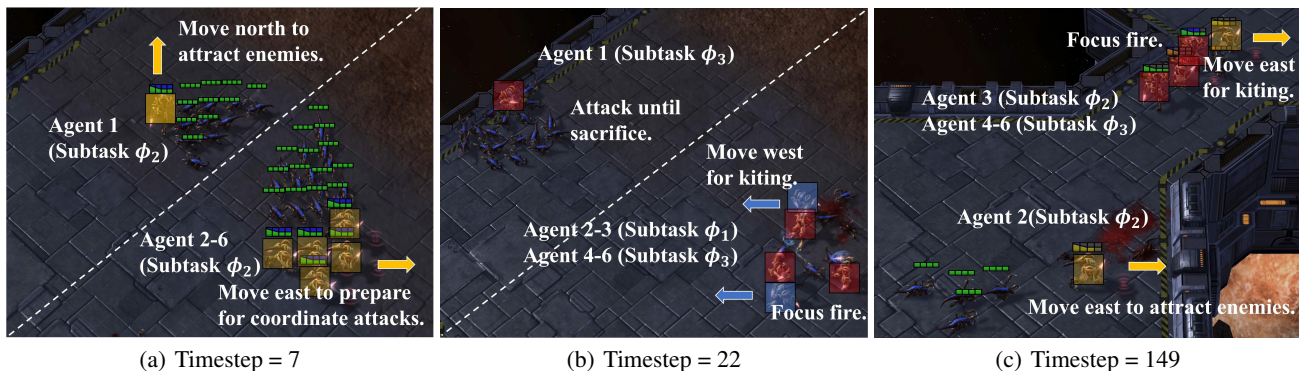 Move north to
attract enemies.
Agent 1
(Subtask ϕ2)
Agent 2-6
(Subtask ϕ2)
Move east to prepare
for coordinate attacks.
(a) Timestep = 7
Agent 1 (Subtask ϕ3)
Attack until
sacrifice.
Move west
for kiting.
Agent 2-3 (Subtask ϕ1)
Agent 4-6 (Subtask ϕ3)
Focus fire.
(b) Timestep = 22
Focus fire.
Move east
for kiting.
Agent 3 (Subtask ϕ2)
Agent 4-6 (Subtask ϕ3)
Agent 2(Subtask ϕ2)
Move east to attract enemies.
(c) Timestep = 149